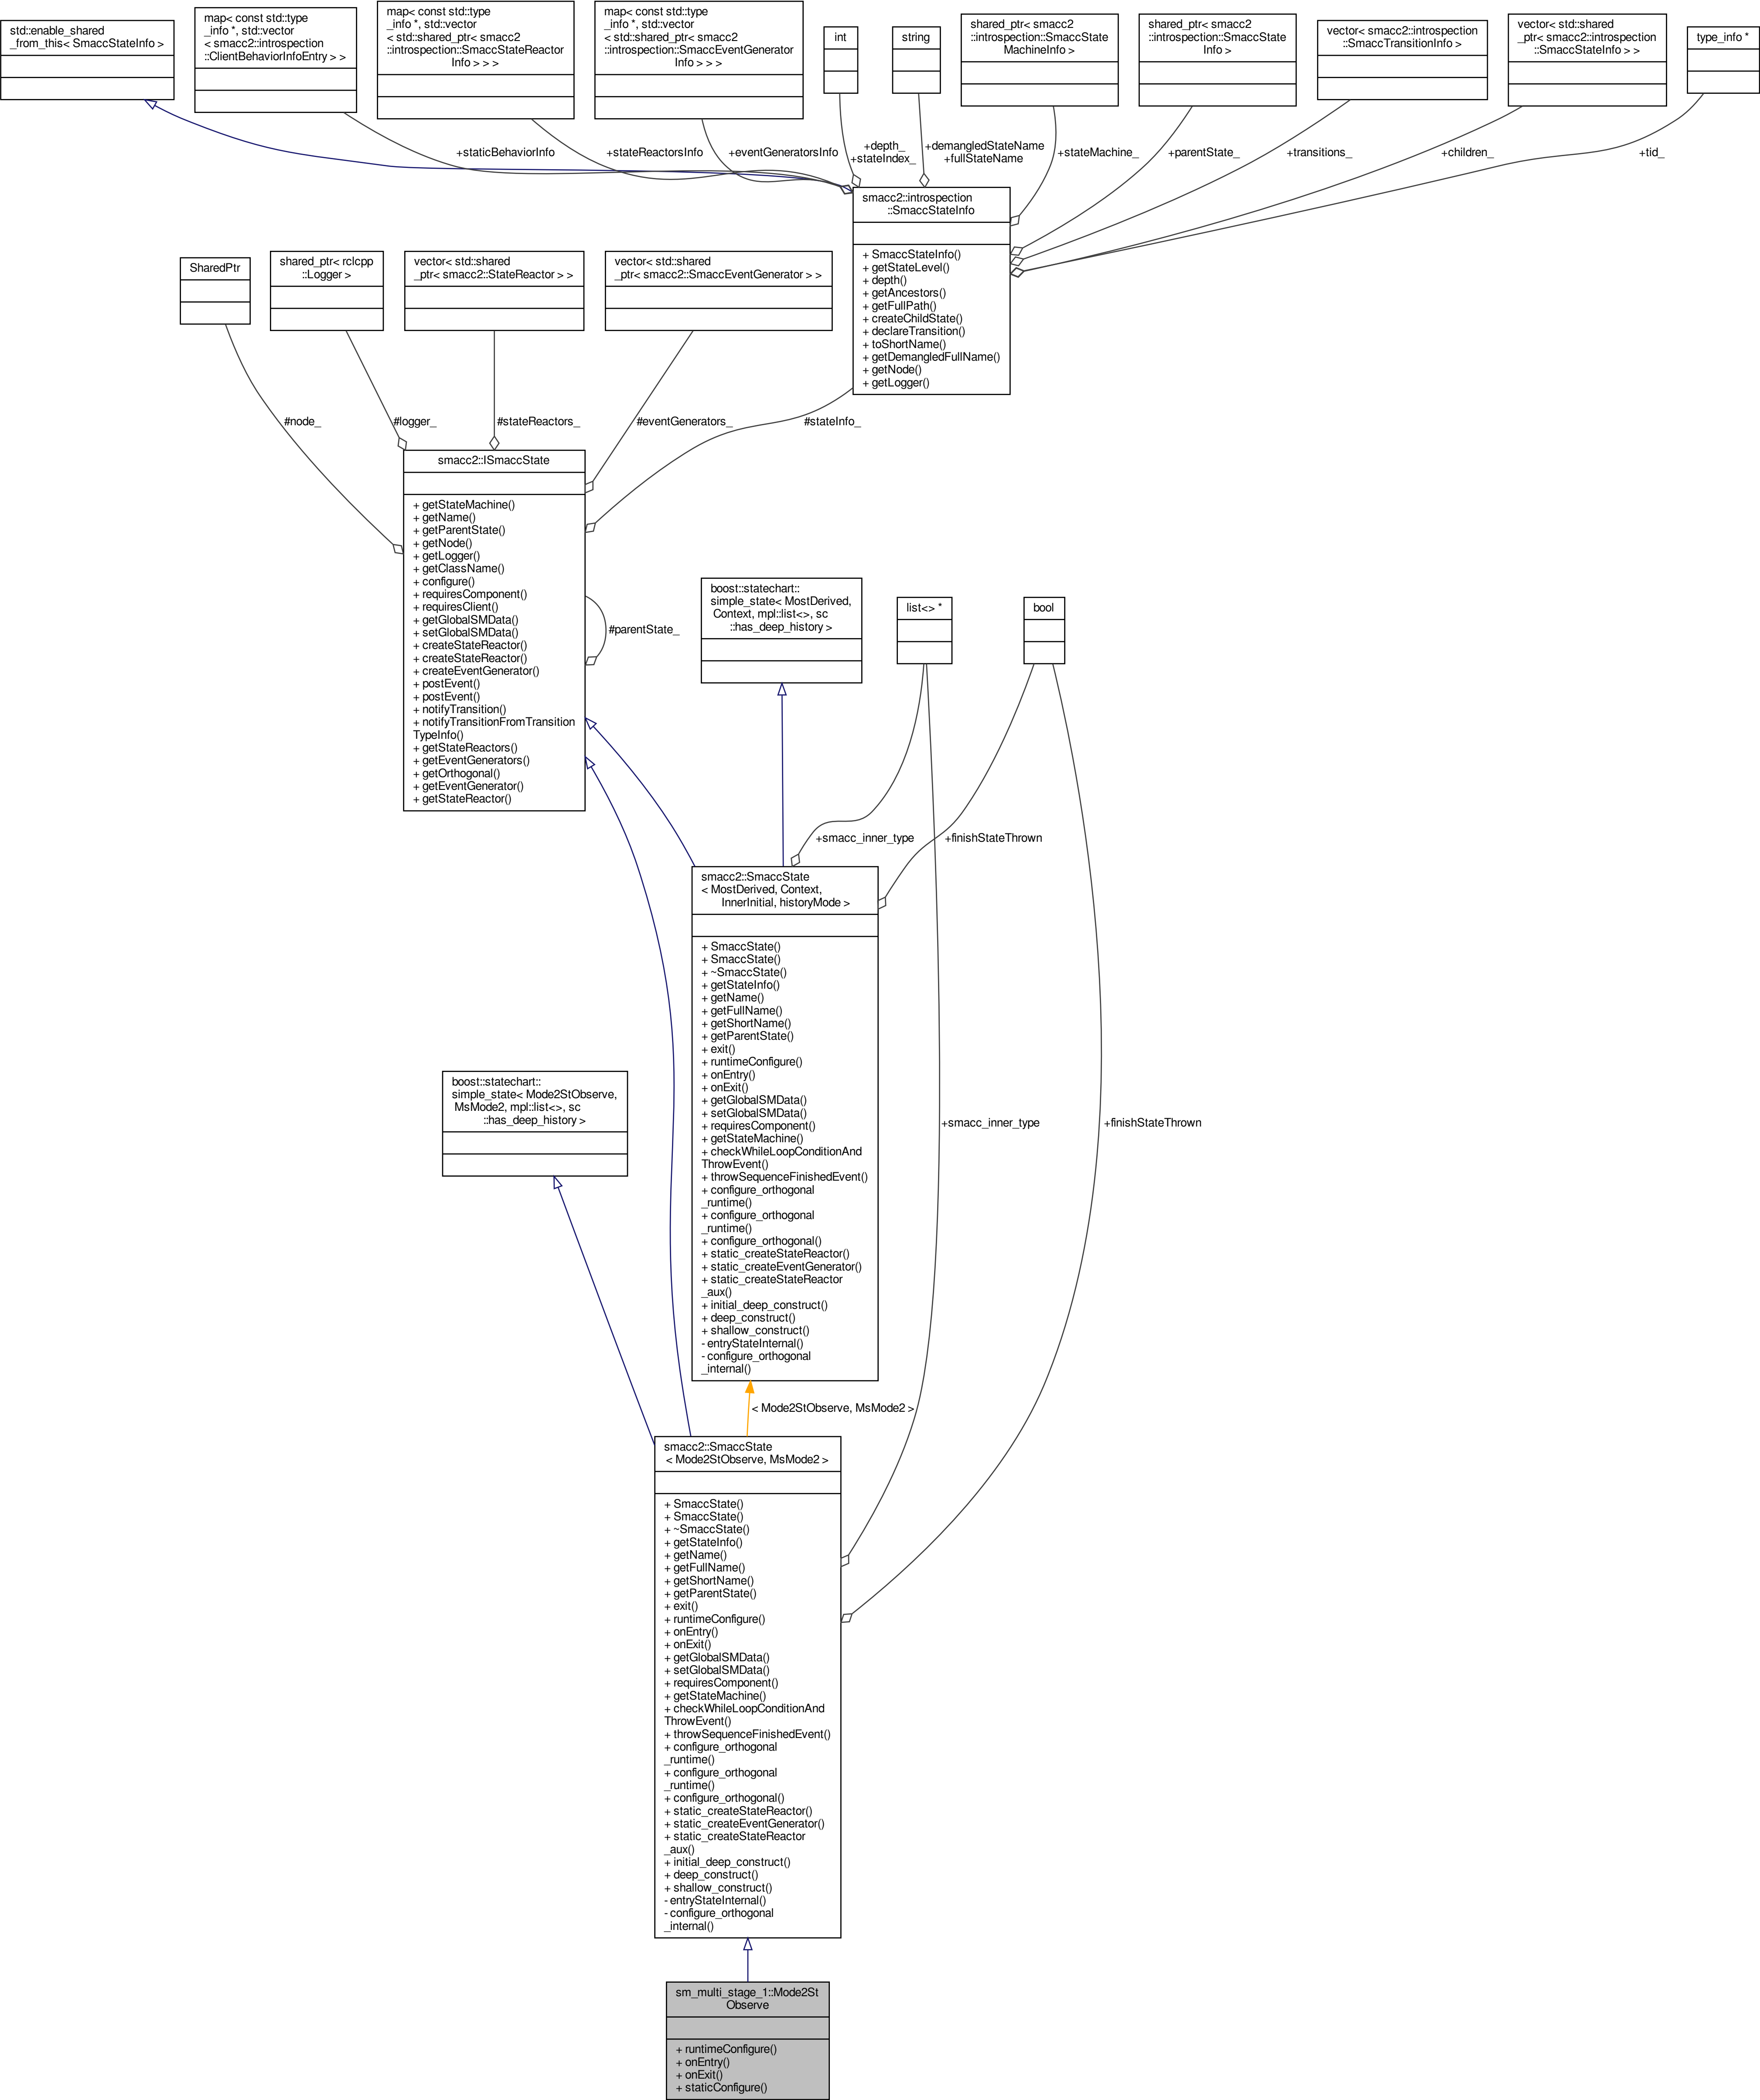 std::enable_shared
_from_this< SmaccStateInfo >
map< const std::type
_info *, std::vector
< smacc2::introspection
::ClientBehaviorInfoEntry > >
map< const std::type
_info *, std::vector
< std::shared_ptr< smacc2
::introspection::SmaccStateReactor
Info > > >
map< const std::type
_info *, std::vector
< std::shared_ptr< smacc2
::introspection::SmaccEventGenerator
Info > > >
int
string
shared_ptr< smacc2
::introspection::SmaccState
MachineInfo >
shared_ptr< smacc2
::introspection::SmaccState
Info >
vector< smacc2::introspection
::SmaccTransitionInfo >
vector< std::shared
_ptr< smacc2::introspection
::SmaccStateInfo > >
type_info *
+staticBehaviorInfo
+stateReactorsInfo
+eventGeneratorsInfo
+depth_
+stateIndex_
+demangledStateName
+fullStateName
+stateMachine_
+parentState_
+transitions_
+children_
+tid_
smacc2::introspection
::SmaccStateInfo
+ SmaccStateInfo()
+ getStateLevel()
+ depth()
+ getAncestors()
+ getFullPath()
+ createChildState()
+ declareTransition()
+ toShortName()
+ getDemangledFullName()
+ getNode()
+ getLogger()
SharedPtr
shared_ptr< rclcpp
::Logger >
vector< std::shared
_ptr< smacc2::StateReactor > >
vector< std::shared
_ptr< smacc2::SmaccEventGenerator > >
#node_
#logger_
#stateReactors_
#eventGenerators_
#stateInfo_
smacc2::ISmaccState
+ getStateMachine()
+ getName()
+ getParentState()
+ getNode()
+ getLogger()
+ getClassName()
+ configure()
+ requiresComponent()
+ requiresClient()
+ getGlobalSMData()
+ setGlobalSMData()
+ createStateReactor()
+ createStateReactor()
+ createEventGenerator()
+ postEvent()
+ postEvent()
+ notifyTransition()
+ notifyTransitionFromTransition
TypeInfo()
+ getStateReactors()
+ getEventGenerators()
+ getOrthogonal()
+ getEventGenerator()
+ getStateReactor()
#parentState_
boost::statechart::
simple_state< MostDerived,
Context, mpl::list<>, sc
::has_deep_history >
list<> *
bool
+smacc_inner_type
+finishStateThrown
smacc2::SmaccState
< MostDerived, Context,
InnerInitial, historyMode >
+ SmaccState()
+ SmaccState()
+ ~SmaccState()
+ getStateInfo()
+ getName()
+ getFullName()
+ getShortName()
+ getParentState()
+ exit()
+ runtimeConfigure()
+ onEntry()
+ onExit()
+ getGlobalSMData()
+ setGlobalSMData()
+ requiresComponent()
+ getStateMachine()
+ checkWhileLoopConditionAnd
ThrowEvent()
+ throwSequenceFinishedEvent()
+ configure_orthogonal
_runtime()
+ configure_orthogonal
_runtime()
+ configure_orthogonal()
+ static_createStateReactor()
+ static_createEventGenerator()
+ static_createStateReactor
_aux()
+ initial_deep_construct()
+ deep_construct()
+ shallow_construct()
- entryStateInternal()
- configure_orthogonal
_internal()
boost::statechart::
simple_state< Mode2StObserve,
MsMode2, mpl::list<>, sc
::has_deep_history >
+smacc_inner_type
+finishStateThrown
< Mode2StObserve, MsMode2 >
smacc2::SmaccState
< Mode2StObserve, MsMode2 >
+ SmaccState()
+ SmaccState()
+ ~SmaccState()
+ getStateInfo()
+ getName()
+ getFullName()
+ getShortName()
+ getParentState()
+ exit()
+ runtimeConfigure()
+ onEntry()
+ onExit()
+ getGlobalSMData()
+ setGlobalSMData()
+ requiresComponent()
+ getStateMachine()
+ checkWhileLoopConditionAnd
ThrowEvent()
+ throwSequenceFinishedEvent()
+ configure_orthogonal
_runtime()
+ configure_orthogonal
_runtime()
+ configure_orthogonal()
+ static_createStateReactor()
+ static_createEventGenerator()
+ static_createStateReactor
_aux()
+ initial_deep_construct()
+ deep_construct()
+ shallow_construct()
- entryStateInternal()
- configure_orthogonal
_internal()
sm_multi_stage_1::Mode2St
Observe
+ runtimeConfigure()
+ onEntry()
+ onExit()
+ staticConfigure()